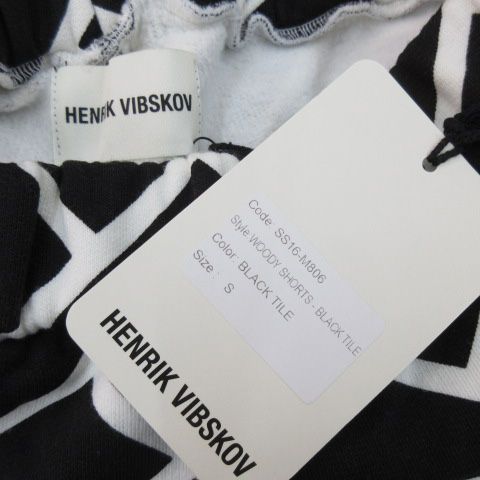 HENRIK VIBSKOV
Code: SS16-M806
Style WOODY SHORTS - BLACK TILE
Color: BLACK TILE
Size : S
HENRIK VIBSKOV